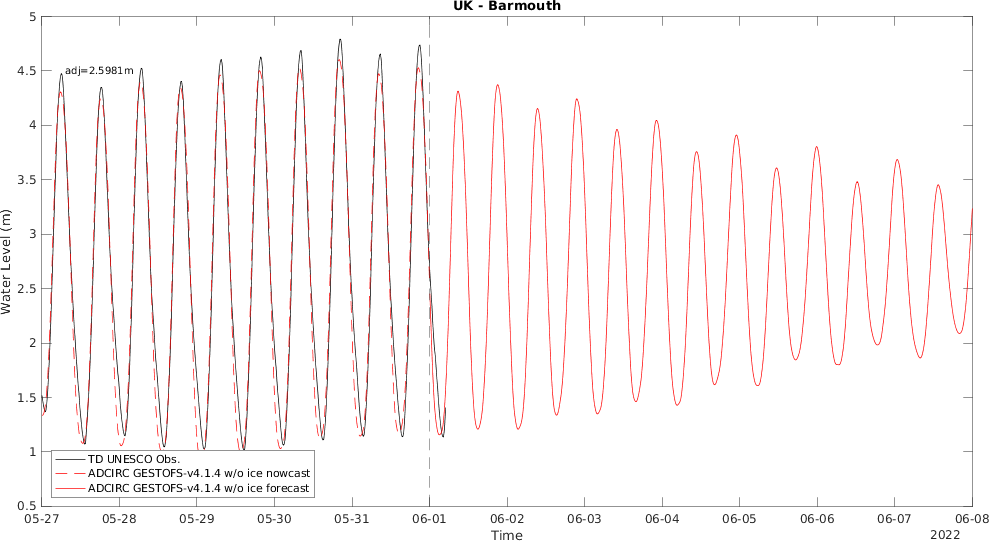 UK - Barmouth
5
4.5
4
3.5
3
2.5
2
1.5
1
0.5
Water Level (m)
adj=2.5981m
TD UNESCO Obs.
ADCIRC GESTOFS-v4.1.4 w/o ice nowcast
ADCIRC GESTOFS-v4.1.4 w/o ice forecast
05-27 05-28 05-29 05-30 05-31 06-01 06-02 06-03 06-04 06-05 06-06 06-07 06-08
Time
2022